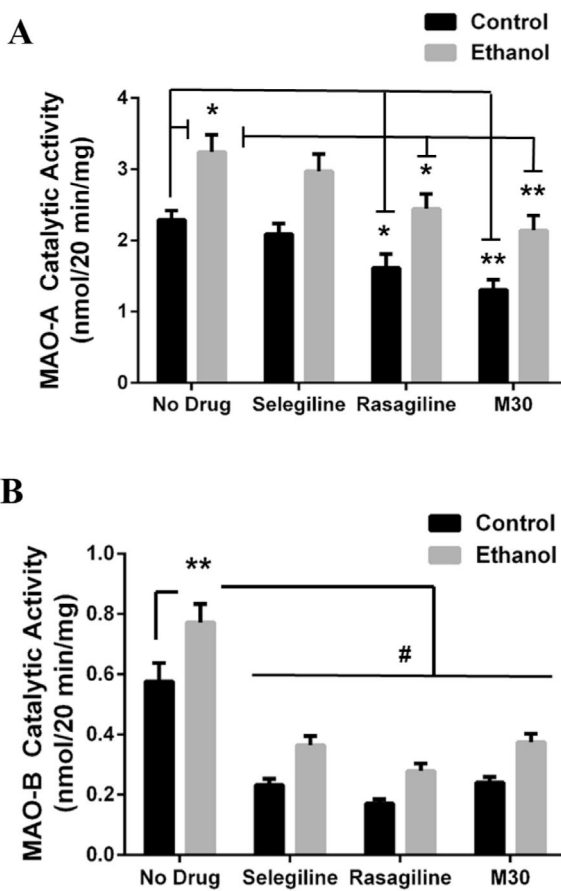 A
Control
Ethanol
MAO-A Catalytic Activity
(nmol/20 min/mg)
4
3
2
1
0
*
*
*
**
**
No Drug Selegiline Rasagiline M30
B
Control
Ethanol
MAO-B Catalytic Activity
(nmol/20 min/mg)
1.0
0.8
0.6
0.4
0.2
0.0
**
#
No Drug Selegiline Rasagiline M30